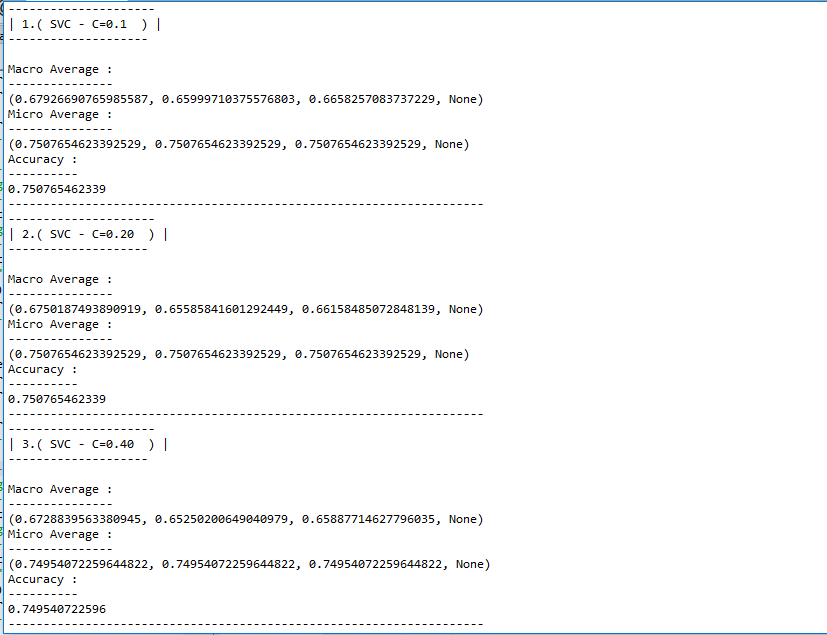 ---------------------
| 1.( SVC - C=0.1  ) |
--------------------
Macro Average :
---------------
(0.67926690765985587, 0.65999710375576803, 0.6658257083737229, None)
Micro Average :
---------------
(0.7507654623392529, 0.7507654623392529, 0.7507654623392529, None)
Accuracy :
----------
0.750765462339
--------------------------------------------------------------------
---------------------
| 2.( SVC - C=0.20  ) |
--------------------
Macro Average :
---------------
(0.6750187493890919, 0.65585841601292449, 0.66158485072848139, None)
Micro Average :
---------------
(0.7507654623392529, 0.7507654623392529, 0.7507654623392529, None)
Accuracy :
----------
0.750765462339
--------------------------------------------------------------------
---------------------
| 3.( SVC - C=0.40  ) |
--------------------
Macro Average :
---------------
(0.6728839563380945, 0.65250200649040979, 0.65887714627796035, None)
Micro Average :
---------------
(0.74954072259644822, 0.74954072259644822, 0.74954072259644822, None)
Accuracy :
----------
0.749540722596
--------------------------------------------------------------------